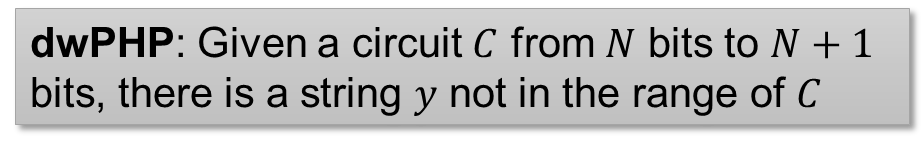 dwPHP: Given a circuit C from N bits to N + 1
bits, there is a string y not in the range of C